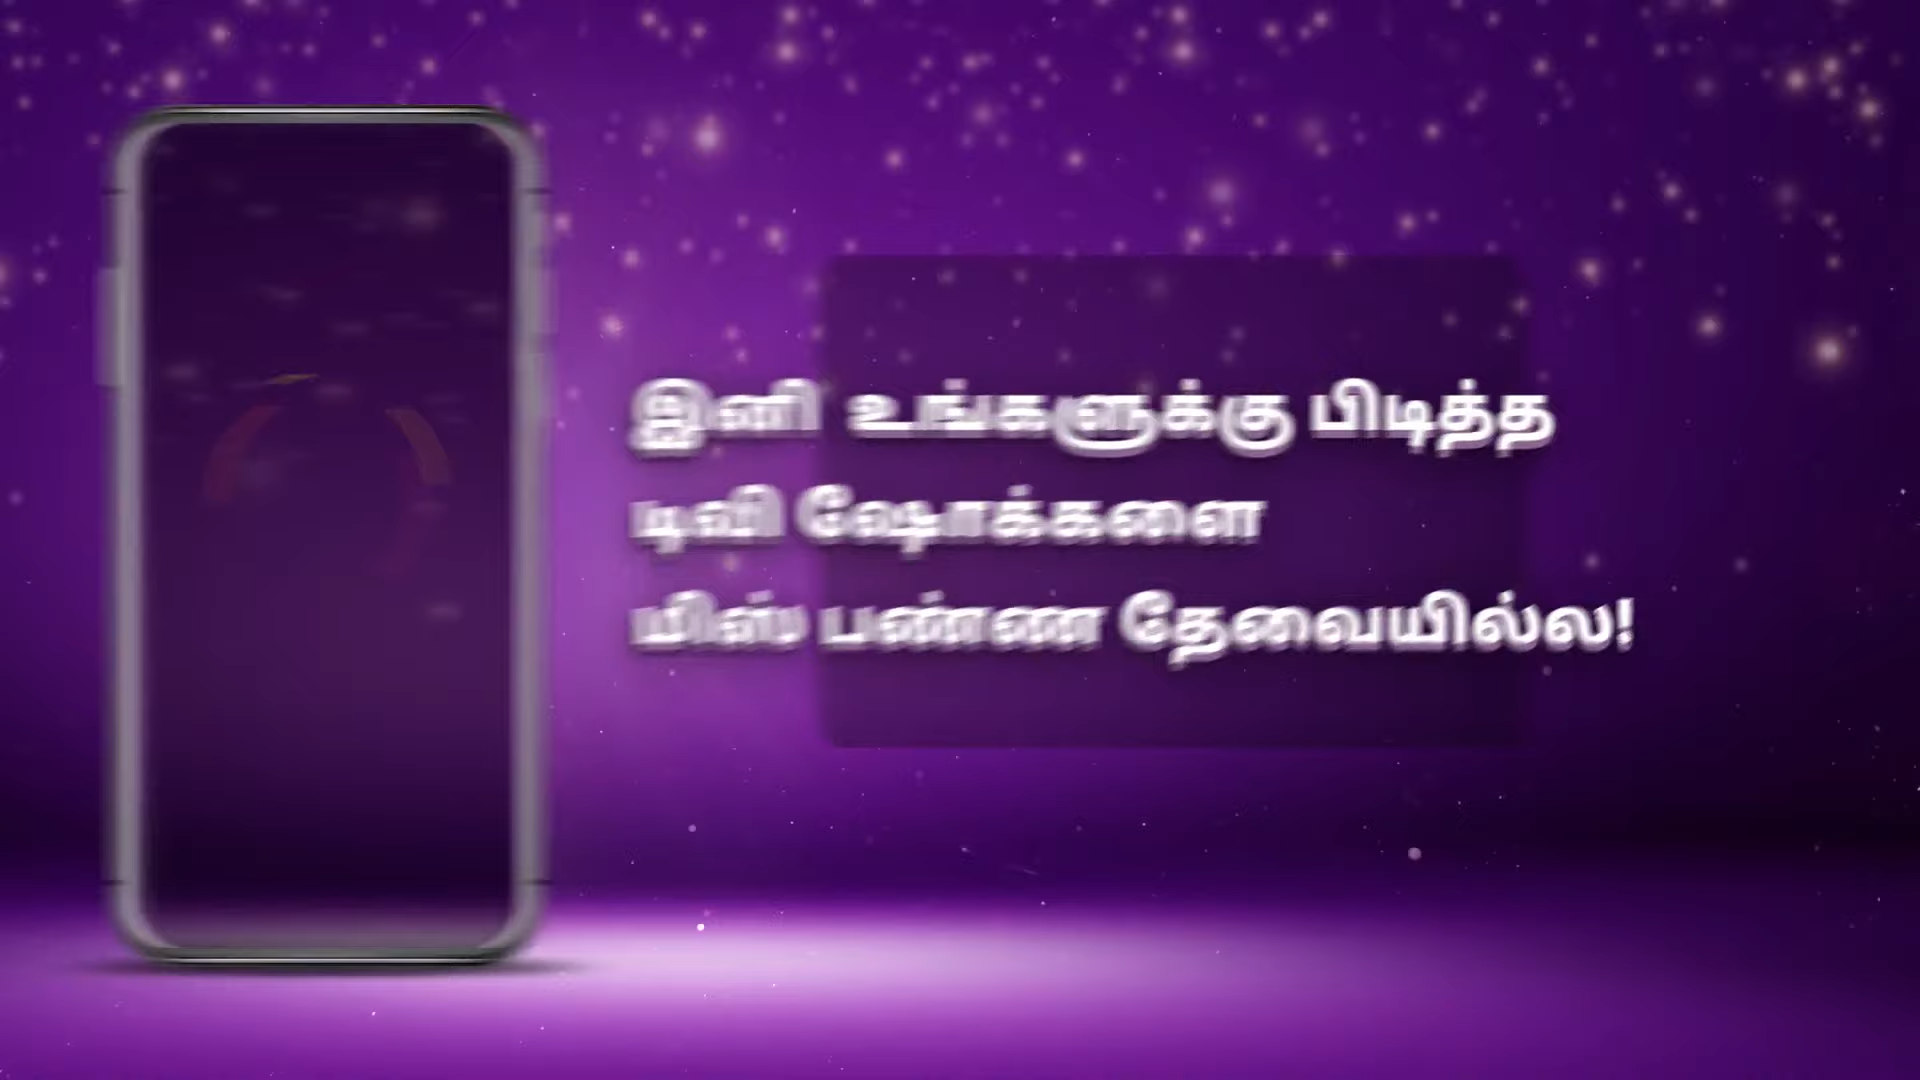 இனி உங்களுக்கு பிடித்த
டிவி ஷோக்களை
மிஸ் பண்ண தேவையில்ல!